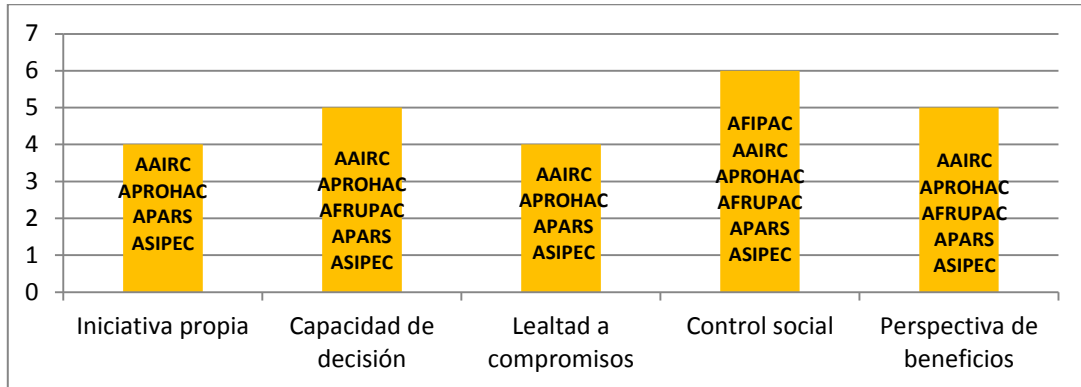 7
6
5
4
3
2
1
0
AAIRC
APROHAC
APARS
ASIPEC
AAIRC
APROHAC
AFRUPAC
APARS
ASIPEC
AAIRC
APROHAC
APARS
ASIPEC
AFIPAC
AAIRC
APROHAC
AFRUPAC
APARS
ASIPEC
AAIRC
APROHAC
AFRUPAC
APARS
ASIPEC
Iniciativa propia
Capacidad de
decisión
Lealtad a
compromisos
Control social
Perspectiva de
beneficios